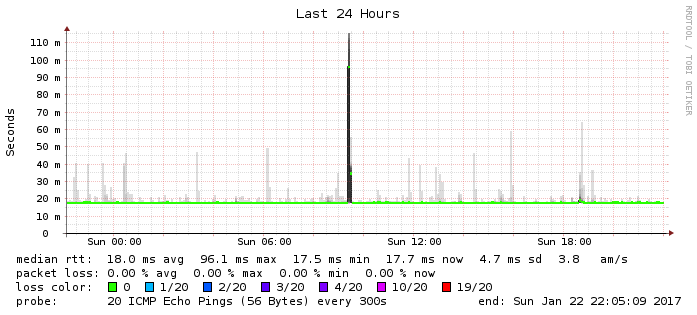 Last 24 Hours
RRDTOOL / TOBI OETIKER
Seconds
110 m
100 m
90 m
80 m
70 m
60 m
50 m
40 m
30 m
20 m
10 m
0
Sun 00:00 Sun 06:00 Sun 12:00 Sun 18:00
median rtt: 18.0 ms avg 96.1 ms max 17.5 ms min 17.7 ms now 4.7 ms sd 3.8 am/s
packet loss: 0.00 % avg 0.00 % max 0.00 % min 0.00 % now
loss color: 0 1/20 2/20 3/20 4/20 10/20 19/20
probe: 20 ICMP Echo Pings (56 Bytes) every 300s end: Sun Jan 22 22:05:09 2017